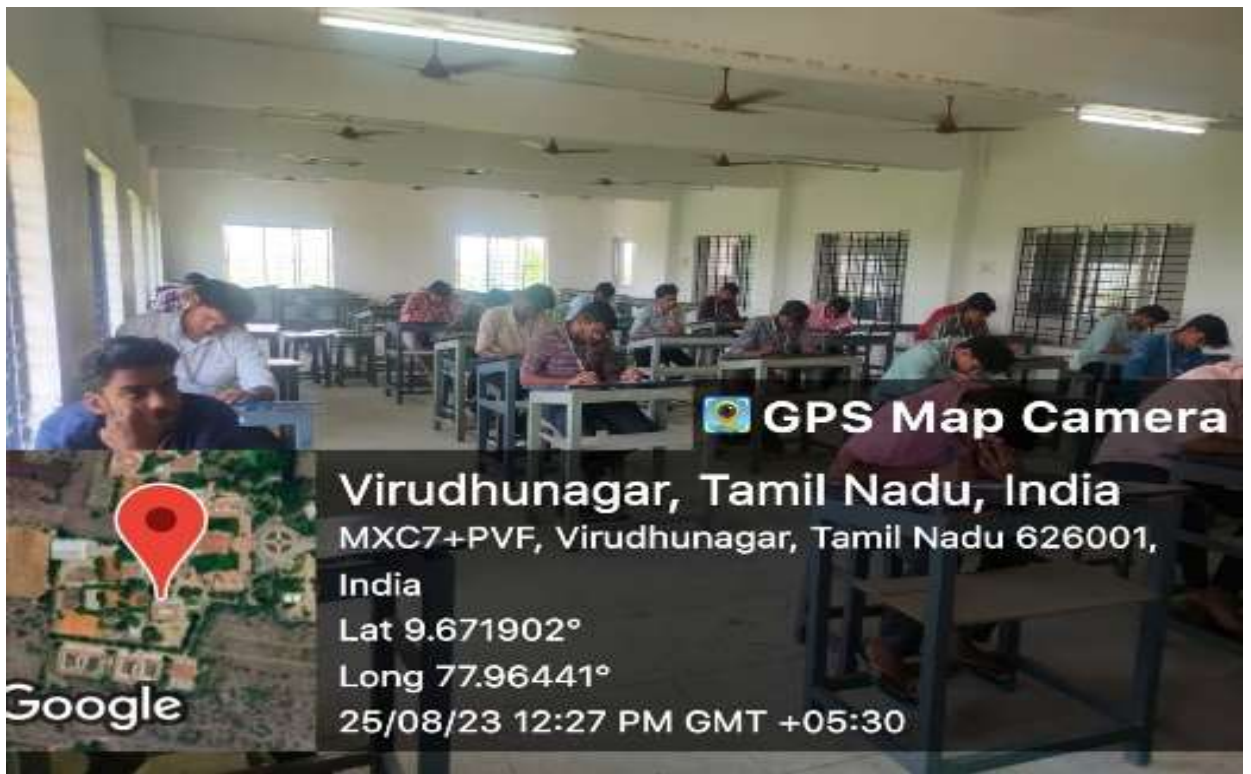 GPS Map Camera
Virudhunagar, Tamil Nadu, India
MXC7+PVF, Virudhunagar, Tamil Nadu 626001,
India
Lat 9.671902°
Long 77.96441°
25/08/23 12:27 PM GMT +05:30
Google